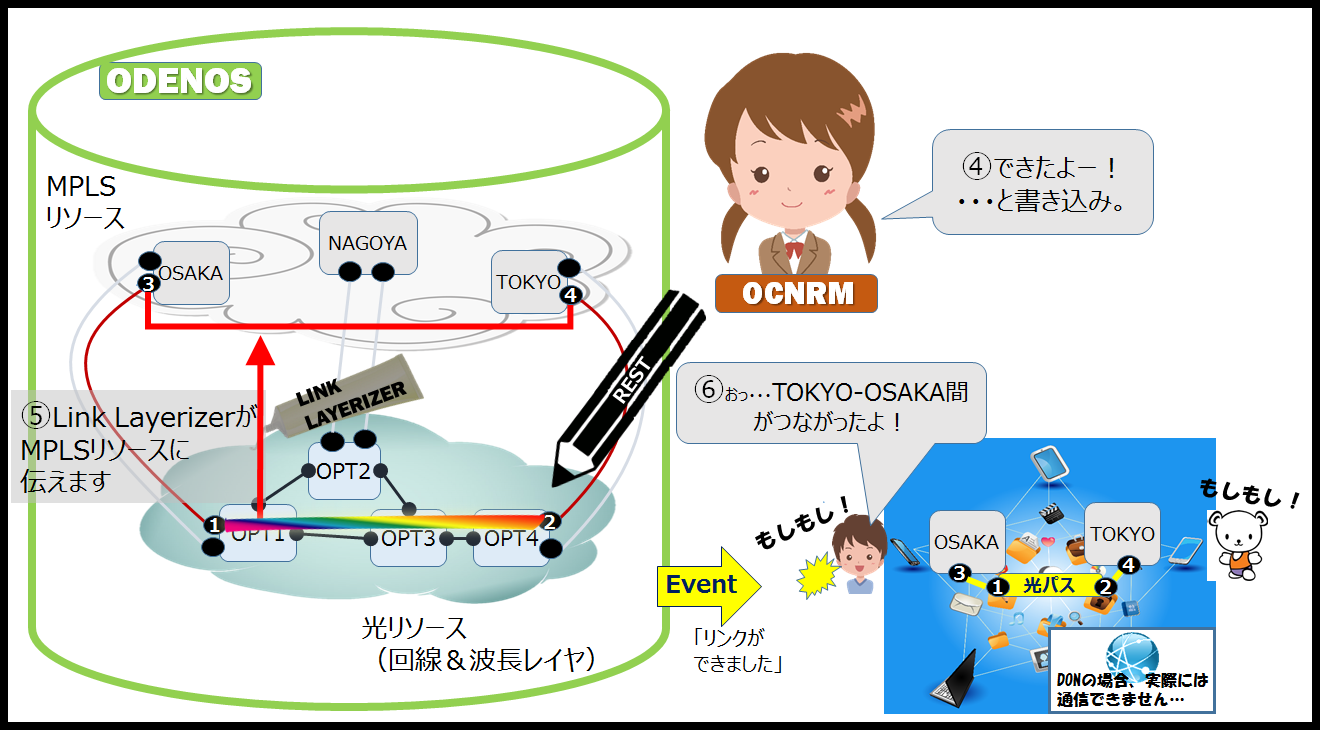 ODENOS
MPLS
リソース
NAGOYA
OSAKA
TOKYO
3
4
④できたよー！
・・・と書き込み。
OCNRM
REST
LINK
LAYERIZER
⑤Link Layerizerが
MPLSリソースに
伝えます
OPT2
1
2
OPT1
OPT3
OPT4
光リソース
（回線＆波長レイヤ）
⑥おっ…TOKYO-OSAKA間
がつながったよ！
もしもし！
もしもし！
Event
「リンクが
できました」
OSAKA
TOKYO
3
4
1
光パス
2
DONの場合、実際には
通信できません…